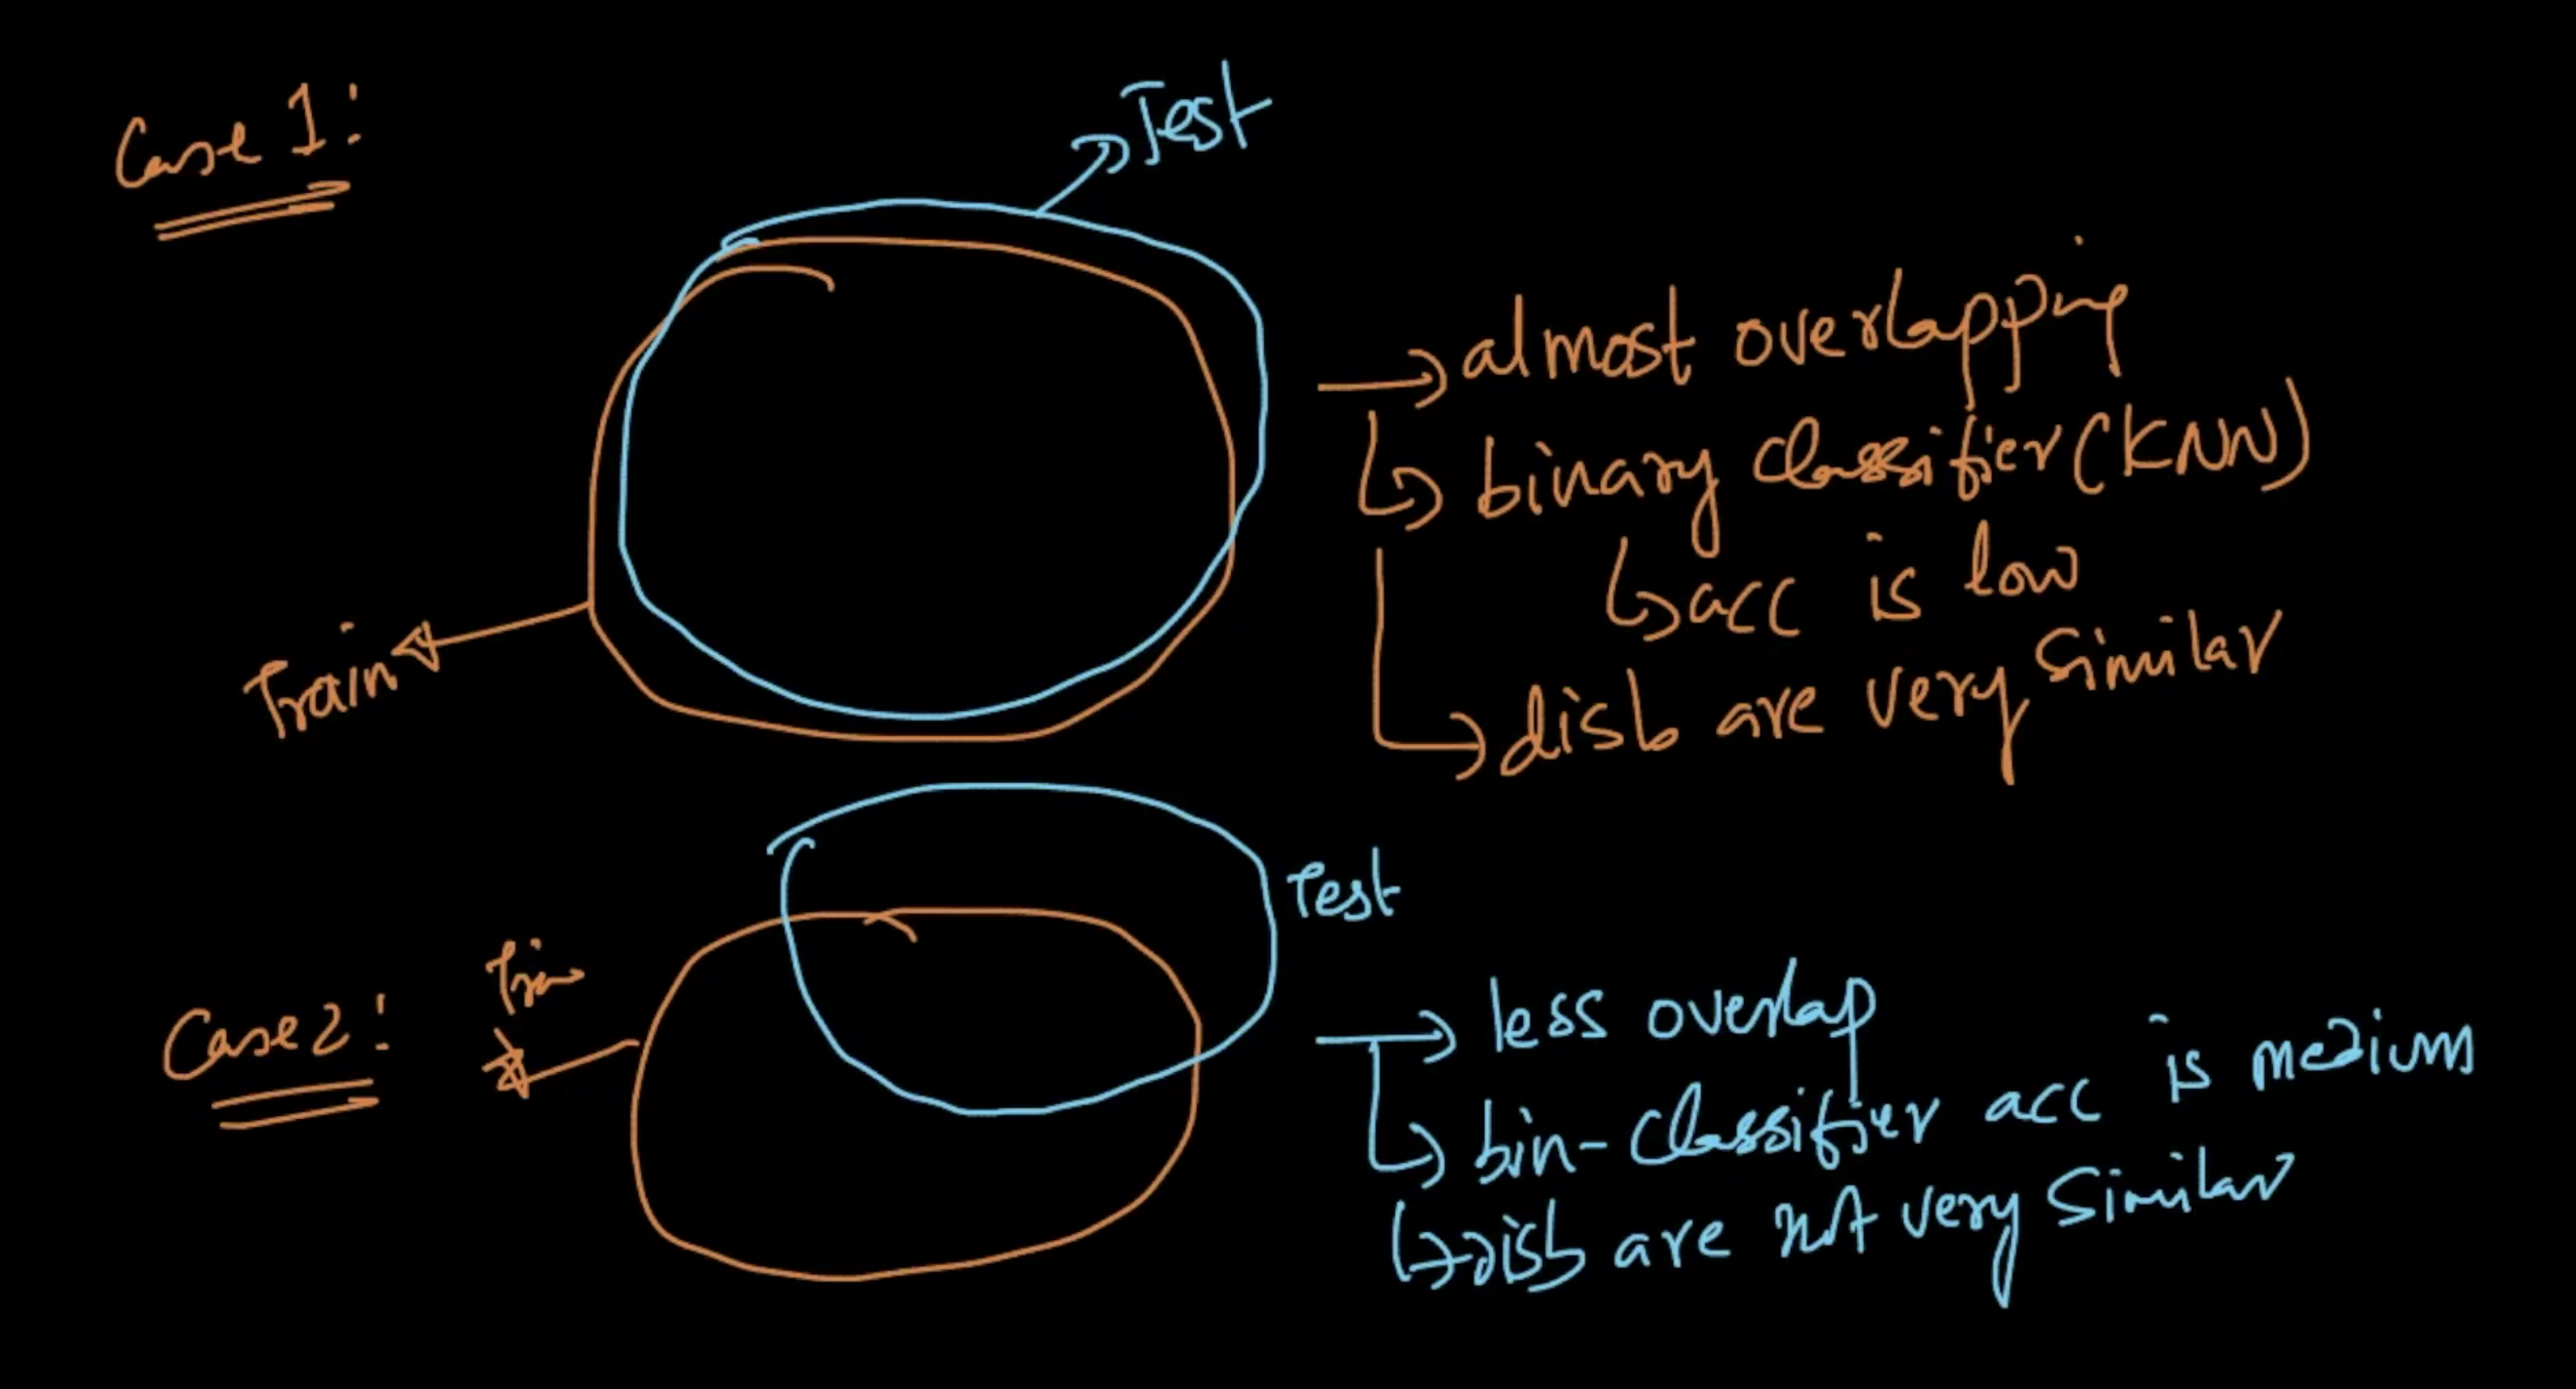 Case 1:
Test
almost overlapping
binary classifier (KNN)
acc is low
Train
disb are very similar
Test
Case 2:
less overlap
bin-classifier acc is medium
disb are not very similar